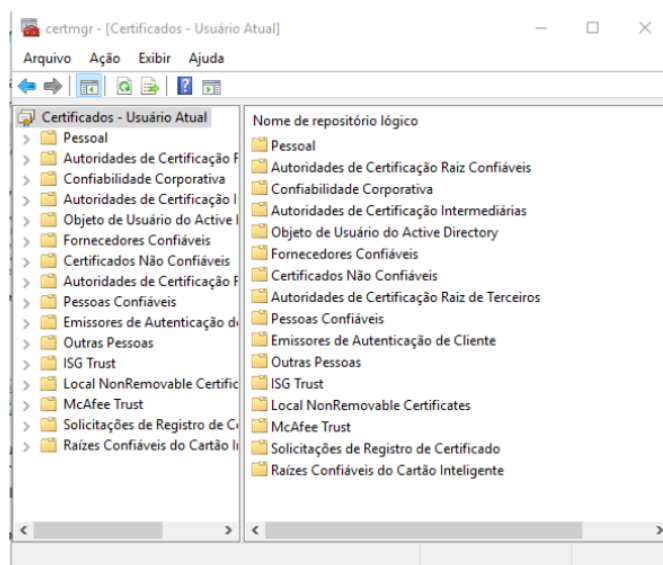 certmgr - [Certificados - Usuário Atual]
Arquivo Ação Exibir Ajuda
Certificados - Usuário Atual
Pessoal
Autoridades de Certificação
Confiabilidade Corporativa
Autoridades de Certificação
Objeto de Usuário do Active
Fornecedores Confiáveis
Certificados Não Confiáveis
Autoridades de Certificação
Pessoas Confiáveis
Emissores de Autenticação
Outras Pessoas
ISG Trust
Local NonRemovable Certific
McAfee Trust
Solicitações de Registro de
Raízes Confiáveis do Cartão
Nome de repositório lógico
Pessoal
Autoridades de Certificação Raiz Confiáveis
Confiabilidade Corporativa
Autoridades de Certificação Intermediárias
Objeto de Usuário do Active Directory
Fornecedores Confiáveis
Certificados Não Confiáveis
Autoridades de Certificação Raiz de Terceiros
Pessoas Confiáveis
Emissores de Autenticação de Cliente
Outras Pessoas
ISG Trust
Local NonRemovable Certificates
McAfee Trust
Solicitações de Registro de Certificado
Raízes Confiáveis do Cartão Inteligente